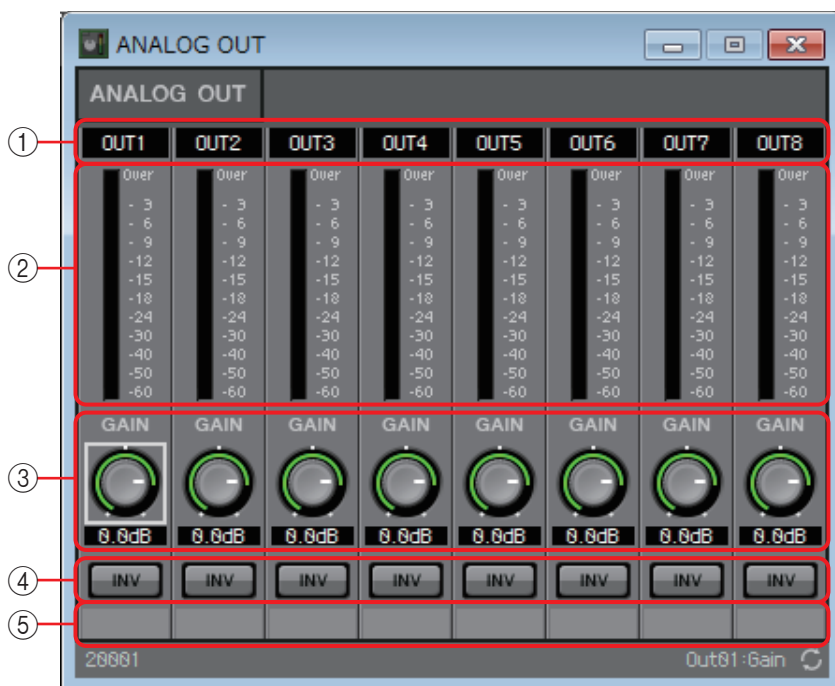 ANALOG OUT
ANALOG OUT
① OUT1 OUT2 OUT3 OUT4 OUT5 OUT6 OUT7 OUT8
Over Over Over Over Over Over Over Over
- 3 - 3 - 3 - 3 - 3 - 3 - 3 - 3
- 6 - 6 - 6 - 6 - 6 - 6 - 6 - 6
- 9 - 9 - 9 - 9 - 9 - 9 - 9 - 9
② -12 -12 -12 -12 -12 -12 -12 -12
-15 -15 -15 -15 -15 -15 -15 -15
-18 -18 -18 -18 -18 -18 -18 -18
-24 -24 -24 -24 -24 -24 -24 -24
-30 -30 -30 -30 -30 -30 -30 -30
-40 -40 -40 -40 -40 -40 -40 -40
-50 -50 -50 -50 -50 -50 -50 -50
-60 -60 -60 -60 -60 -60 -60 -60
GAIN GAIN GAIN GAIN GAIN GAIN GAIN GAIN
③
0.0dB 0.0dB 0.0dB 0.0dB 0.0dB 0.0dB 0.0dB 0.0dB
④ INV INV INV INV INV INV INV INV
⑤
20001 Out01:Gain